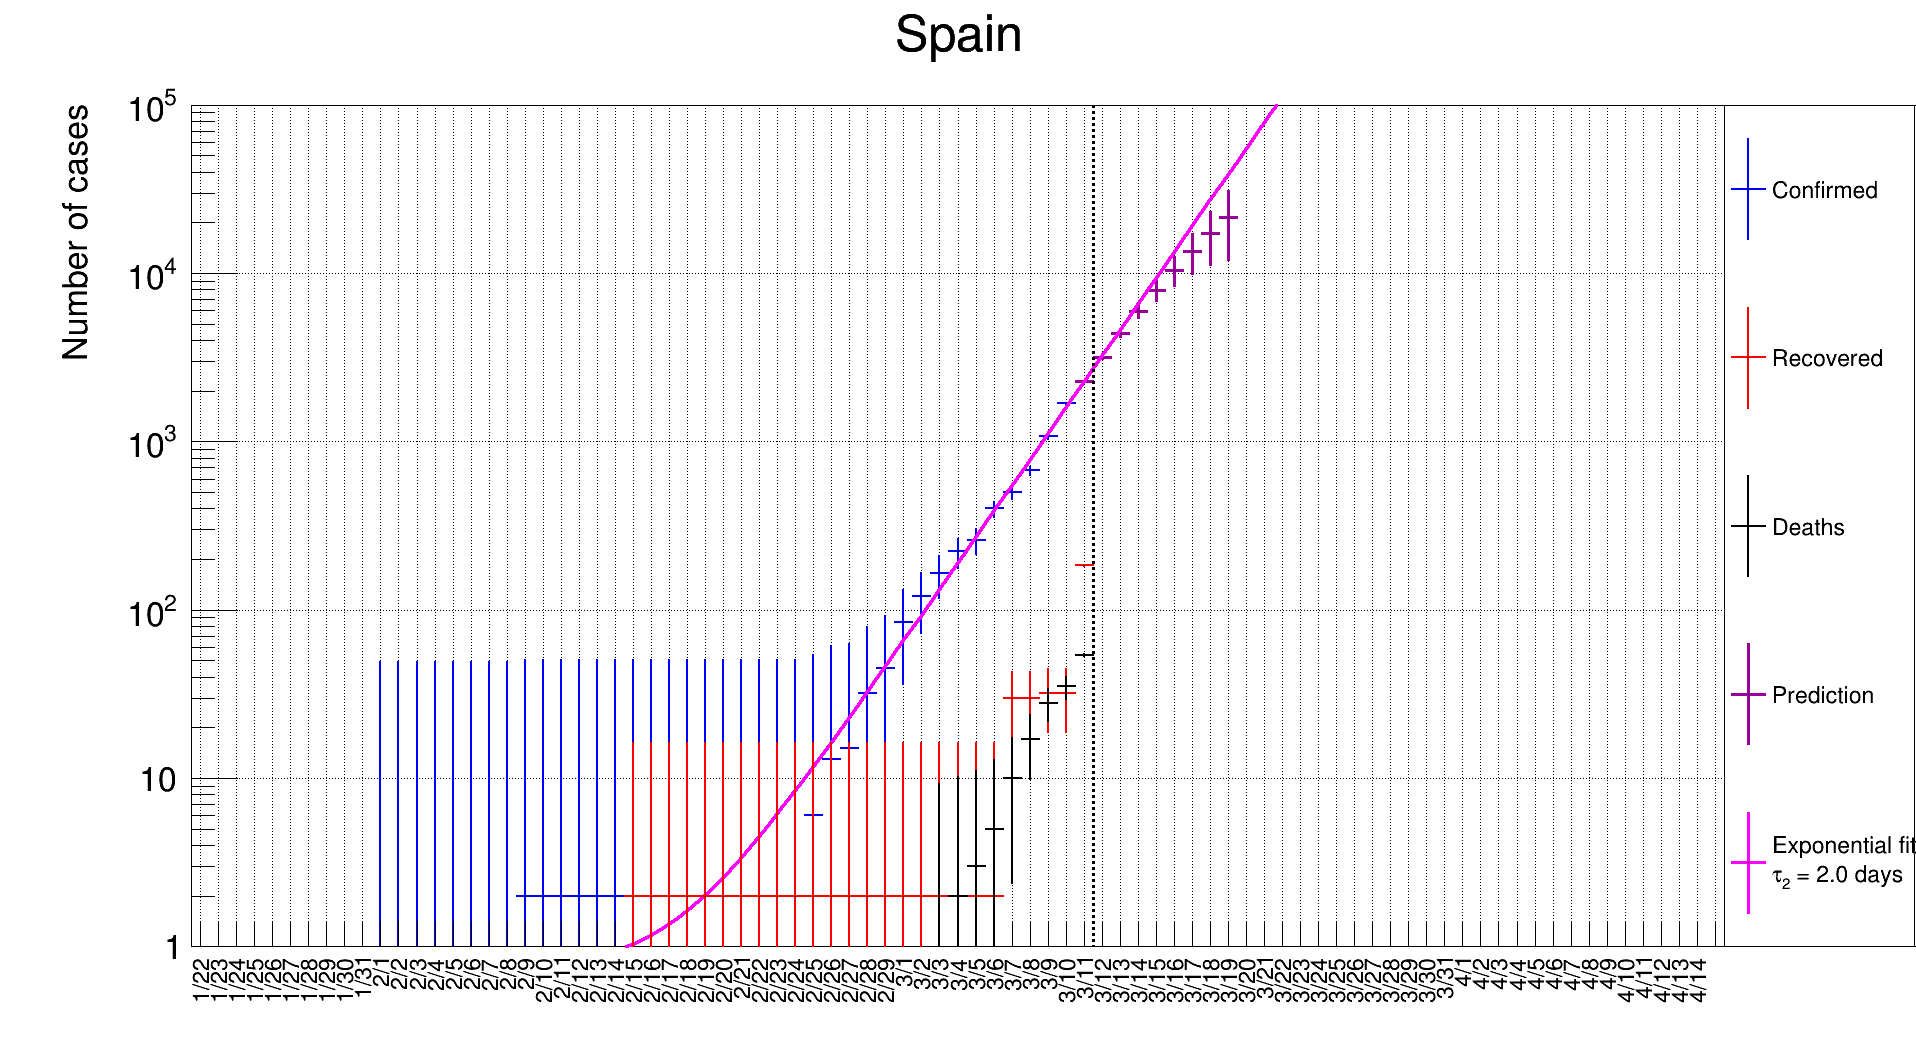 Spain
Number of cases
10^5
10^4
10^3
10^2
10
1
1/22 1/23 1/24 1/25 1/26 1/27 1/28 1/29 1/30 1/31 2/1 2/2 2/3 2/4 2/5 2/6 2/7 2/8 2/9 2/10 2/11 2/12 2/13 2/14 2/15 2/16 2/17 2/18 2/19 2/20 2/21 2/22 2/23 2/24 2/25 2/26 2/27 2/28 2/29 3/1 3/2 3/3 3/4 3/5 3/6 3/7 3/8 3/9 3/10 3/11 3/12 3/13 3/14 3/15 3/16 3/17 3/18 3/19 3/20 3/21 3/22 3/23 3/24 3/25 3/26 3/27 3/28 3/29 3/30 3/31 4/1 4/2 4/3 4/4 4/5 4/6 4/7 4/8 4/9 4/10 4/11 4/12 4/13 4/14
Confirmed
Recovered
Deaths
Prediction
Exponential fit
τ₂ = 2.0 days